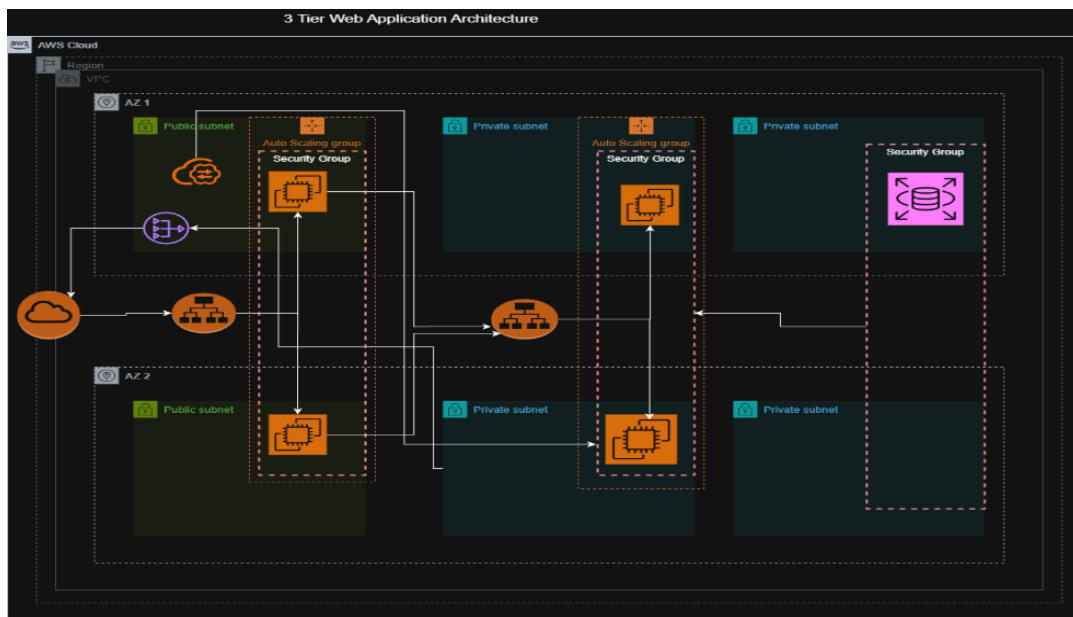 3 Tier Web Application Architecture
aws
AWS Cloud
Region
VPC
AZ 1
Public subnet
Auto Scaling group
Security Group
Private subnet
Auto Scaling group
Security Group
Private subnet
Security Group
AZ 2
Public subnet
Private subnet
Private subnet